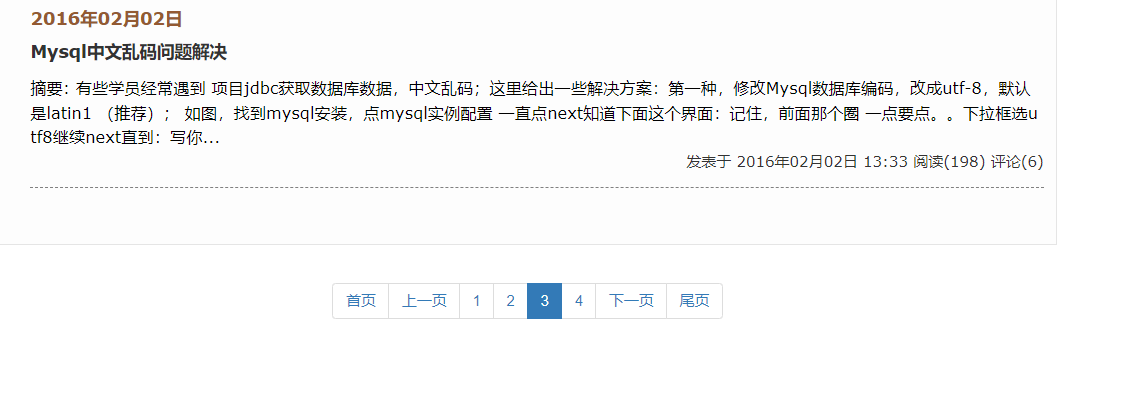 2016年02月02日
Mysql中文乱码问题解决
摘要: 有些学员经常遇到 项目jdbc获取数据库数据，中文乱码；这里给出一些解决方案：第一种，修改Mysql数据库编码，改成utf-8，默认
是latin1 （推荐）； 如图，找到mysql安装，点mysql实例配置 一直点next知道下面这个界面：记住，前面那个圈 一点要点。。下拉框选u
tf8继续next直到：写你...
发表于 2016年02月02日 13:33 阅读(198) 评论(6)
首页 上一页 1 2 3 4 下一页 尾页